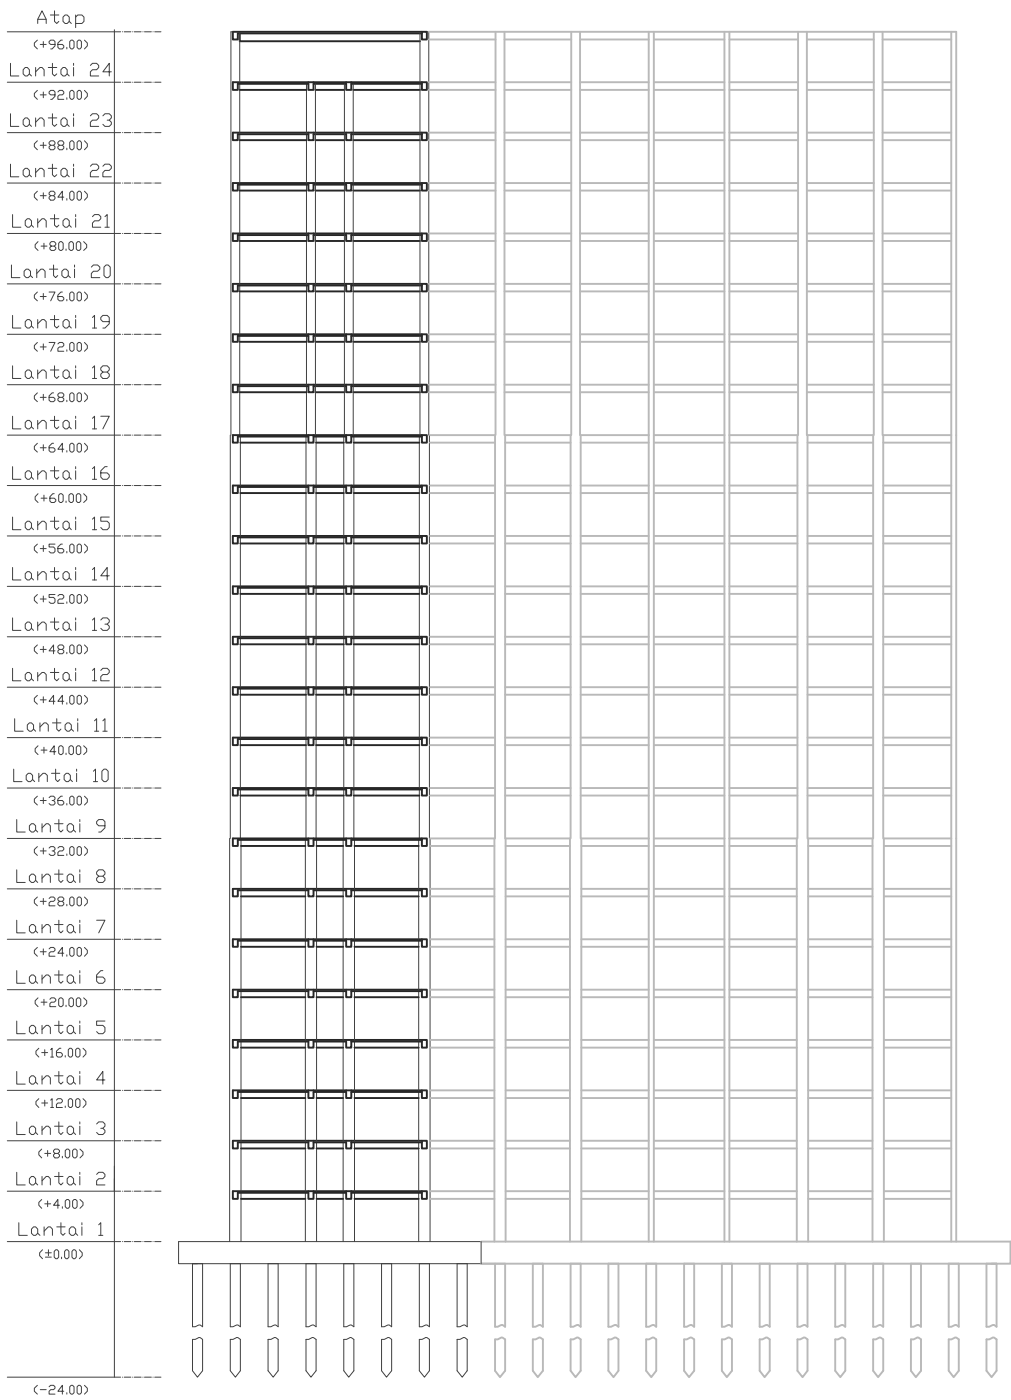 Atap
(+96.00)
Lantai 24
(+92.00)
Lantai 23
(+88.00)
Lantai 22
(+84.00)
Lantai 21
(+80.00)
Lantai 20
(+76.00)
Lantai 19
(+72.00)
Lantai 18
(+68.00)
Lantai 17
(+64.00)
Lantai 16
(+60.00)
Lantai 15
(+56.00)
Lantai 14
(+52.00)
Lantai 13
(+48.00)
Lantai 12
(+44.00)
Lantai 11
(+40.00)
Lantai 10
(+36.00)
Lantai 9
(+32.00)
Lantai 8
(+28.00)
Lantai 7
(+24.00)
Lantai 6
(+20.00)
Lantai 5
(+16.00)
Lantai 4
(+12.00)
Lantai 3
(+8.00)
Lantai 2
(+4.00)
Lantai 1
(±0.00)
(-24.00)